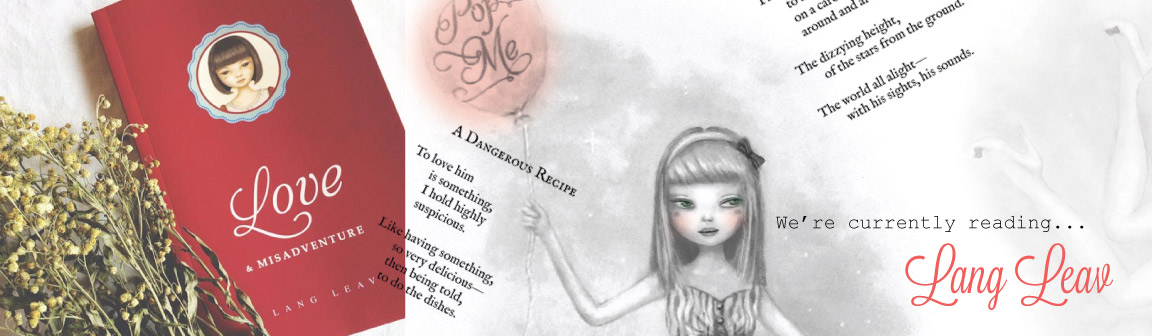 Love
& MISADVENTURE
LANG LEAV
Pop
Me
A DANGEROUS RECIPE
To love him
is something,
I hold highly
suspicious.
Like having something,
so very delicious—
then being told,
to do the dishes.
on a
around and
The dizzying height,
of the stars from the ground.
The world all alight—
with his sights, his sounds.
We're currently reading...
Lang Leav